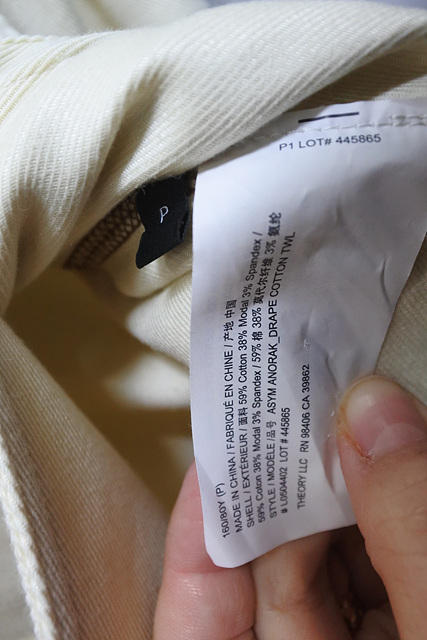 P1 LOT# 445865
P
160/80Y (P)
MADE IN CHINA / FABRIQUÉ EN CHINE / 产地 中国
SHELL / EXTÉRIEUR / 面料 59% Cotton 38% Modal 3% Spandex /
59% Coton 38% Modal 3% Spandex / 59% 棉 38% 莫代尔纤维 3% 氨纶
STYLE / MODÈLE /品号 ASYM ANORAK_DRAPE COTTON TWL
# L0504402 LOT # 445865
THEORY LLC RN 98406 CA 39862